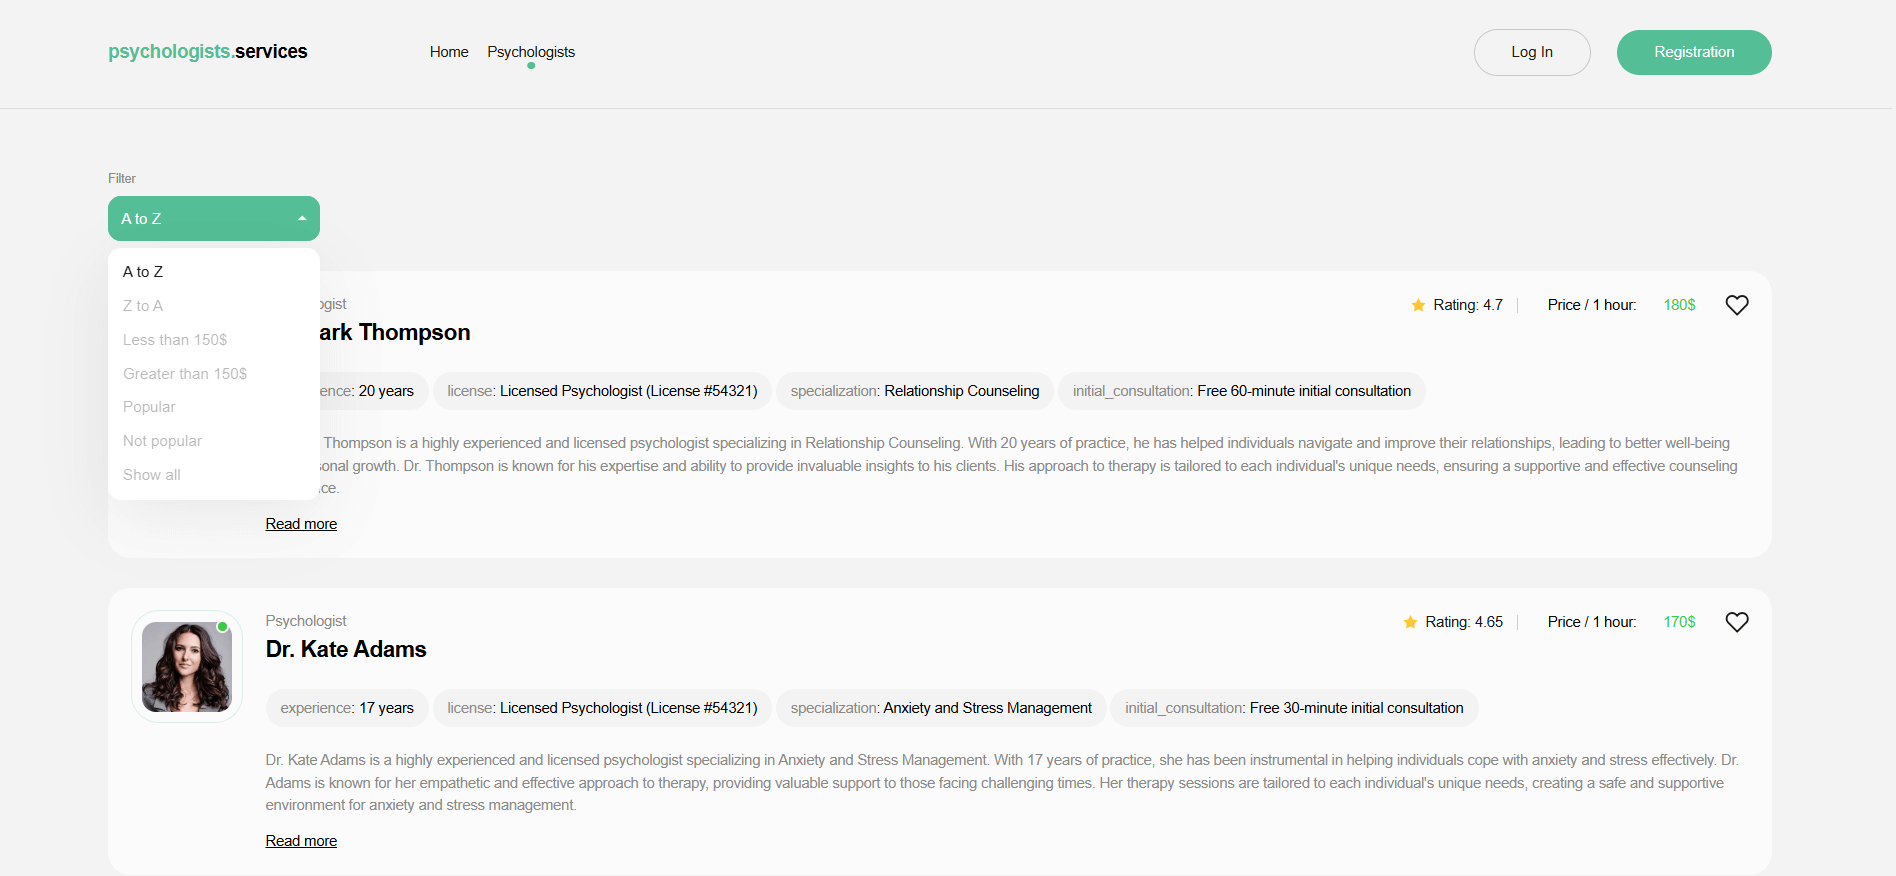 psychologists.services
Home
Psychologists
Log In
Registration
Filter
A to Z
A to Z
Z to A
Less than 150$
Greater than 150$
Popular
Not popular
Show all
Rating: 4.7
Price / 1 hour:
180$
Thompson
20 years
license: Licensed Psychologist (License #54321)
specialization: Relationship Counseling
initial_consultation: Free 60-minute initial consultation
Thompson is a highly experienced and licensed psychologist specializing in Relationship Counseling. With 20 years of practice, he has helped individuals navigate and improve their relationships, leading to better well-being
growth. Dr. Thompson is known for his expertise and ability to provide invaluable insights to his clients. His approach to therapy is tailored to each individual's unique needs, ensuring a supportive and effective counseling
Read more
Psychologist
Dr. Kate Adams
Rating: 4.65
Price / 1 hour:
170$
experience: 17 years
license: Licensed Psychologist (License #54321)
specialization: Anxiety and Stress Management
initial_consultation: Free 30-minute initial consultation
Dr. Kate Adams is a highly experienced and licensed psychologist specializing in Anxiety and Stress Management. With 17 years of practice, she has been instrumental in helping individuals cope with anxiety and stress effectively. Dr.
Adams is known for her empathetic and effective approach to therapy, providing valuable support to those facing challenging times. Her therapy sessions are tailored to each individual's unique needs, creating a safe and supportive
environment for anxiety and stress management.
Read more